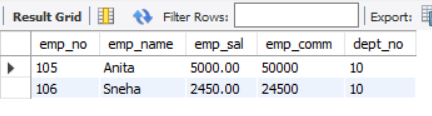 Result Grid Filter Rows: Export:
emp_no emp_name emp_sal emp_comm dept_no
105 Anita 5000.00 50000 10
106 Sneha 2450.00 24500 10